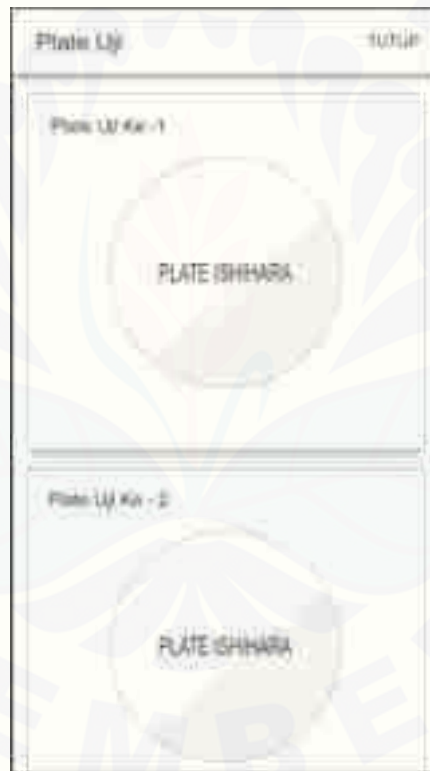 Plate Uji
TUTUP
Plate Uji Ke -1
PLATE ISHIHARA
Plate Uji Ke - 2
PLATE ISHIHARA